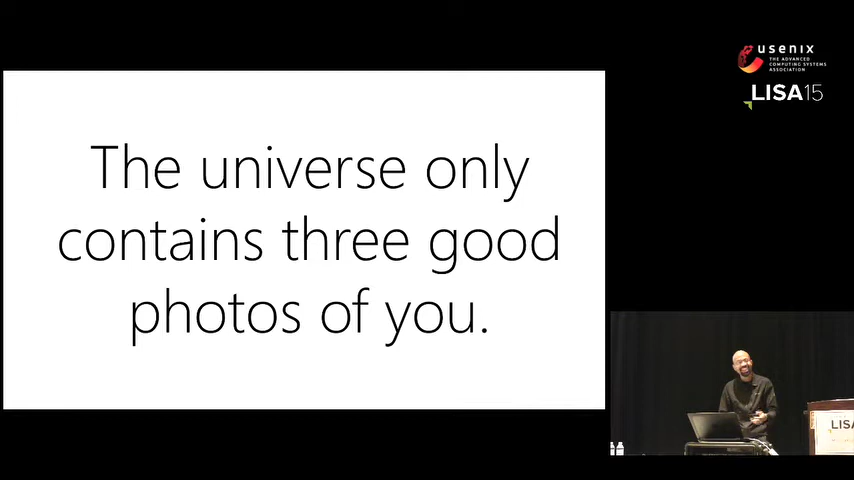 usenix
THE ADVANCED
COMPUTING SYSTEMS
ASSOCIATION
LISA15
The universe only
contains three good
photos of you.
LISA